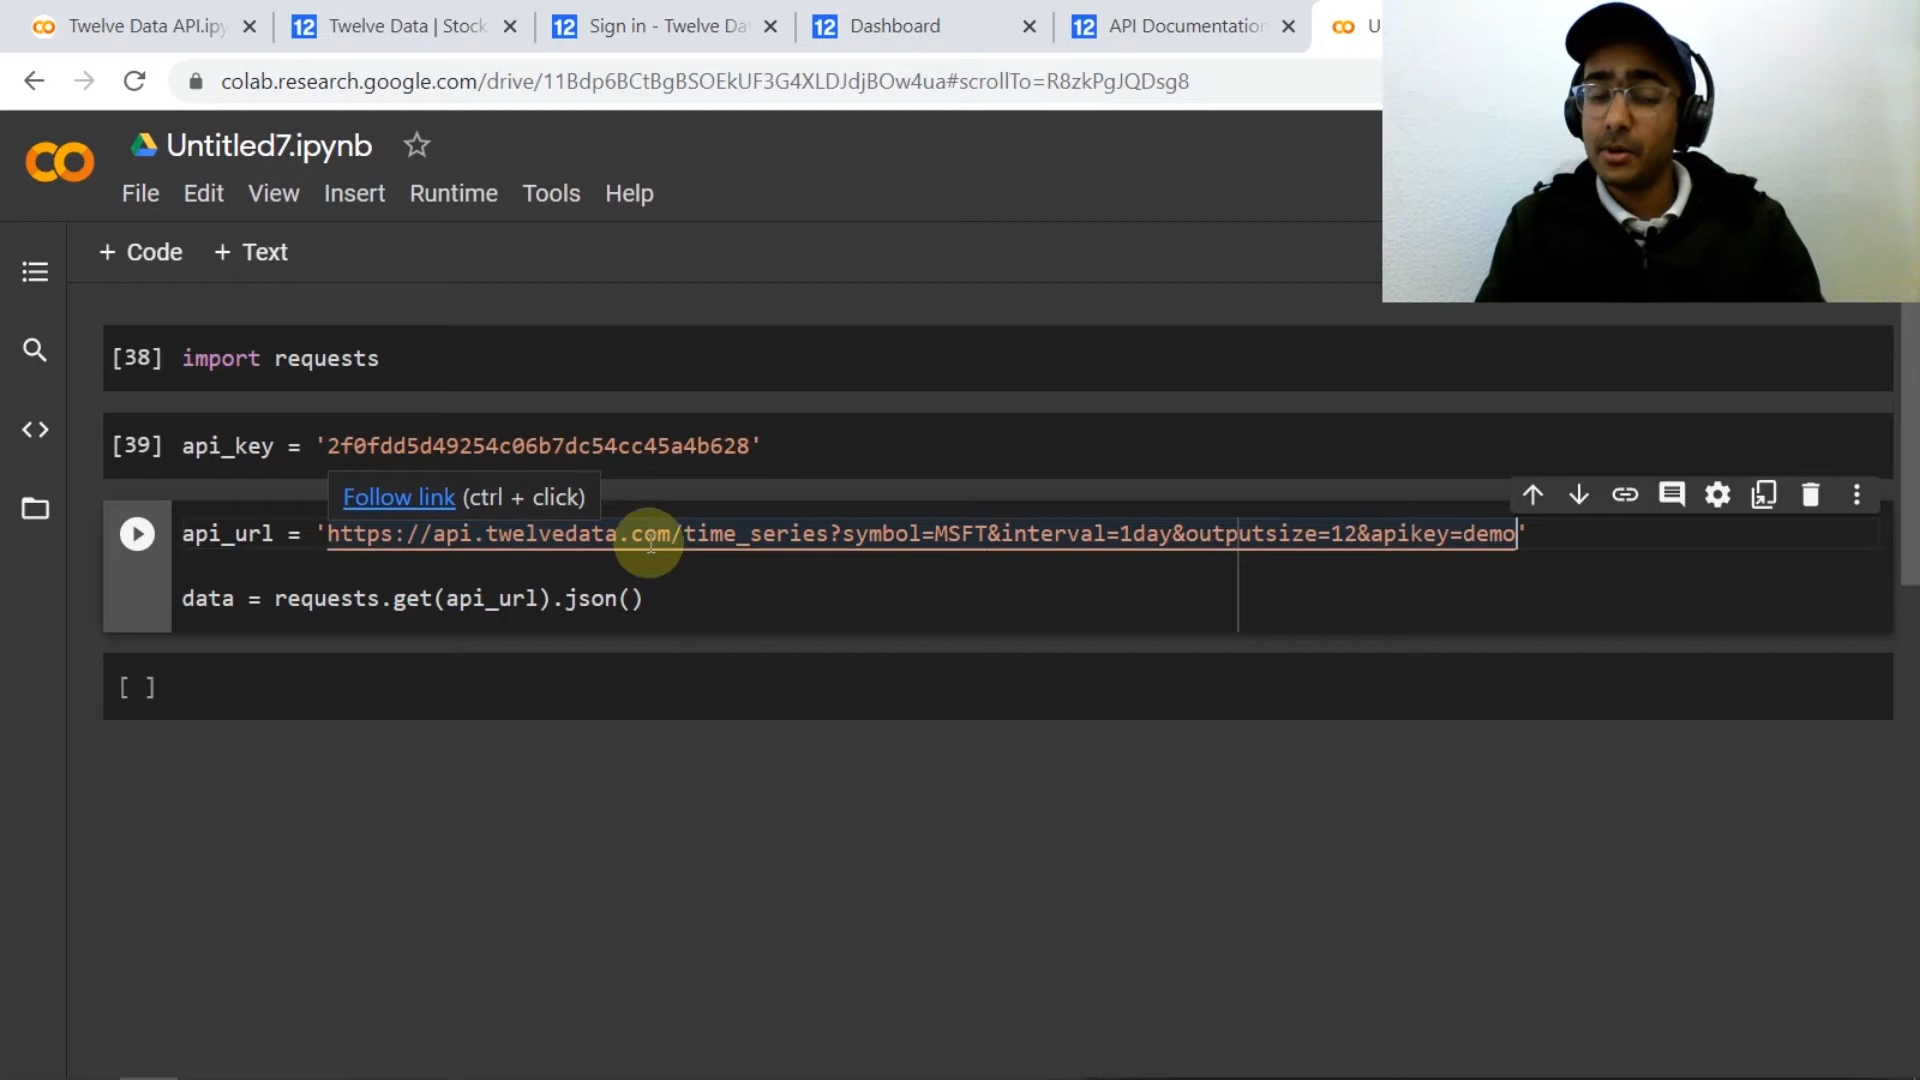 Twelve Data API.ipy
Twelve Data | Stock
Sign in - Twelve Da
Dashboard
API Documentation
U
colab.research.google.com/drive/11Bdp6BCtBgBSOEkUF3G4XLDJdjBOw4ua#scrollTo=R8zkPgJQDsg8
Untitled7.ipynb
File Edit View Insert Runtime Tools Help
+ Code + Text
[38] import requests
[39] api_key = '2f0fdd5d49254c06b7dc54cc45a4b628'
Follow link (ctrl + click)
api_url = 'https://api.twelvedata.com/time_series?symbol=MSFT&interval=1day&outputsize=12&apikey=demo'
data = requests.get(api_url).json()
[ ]